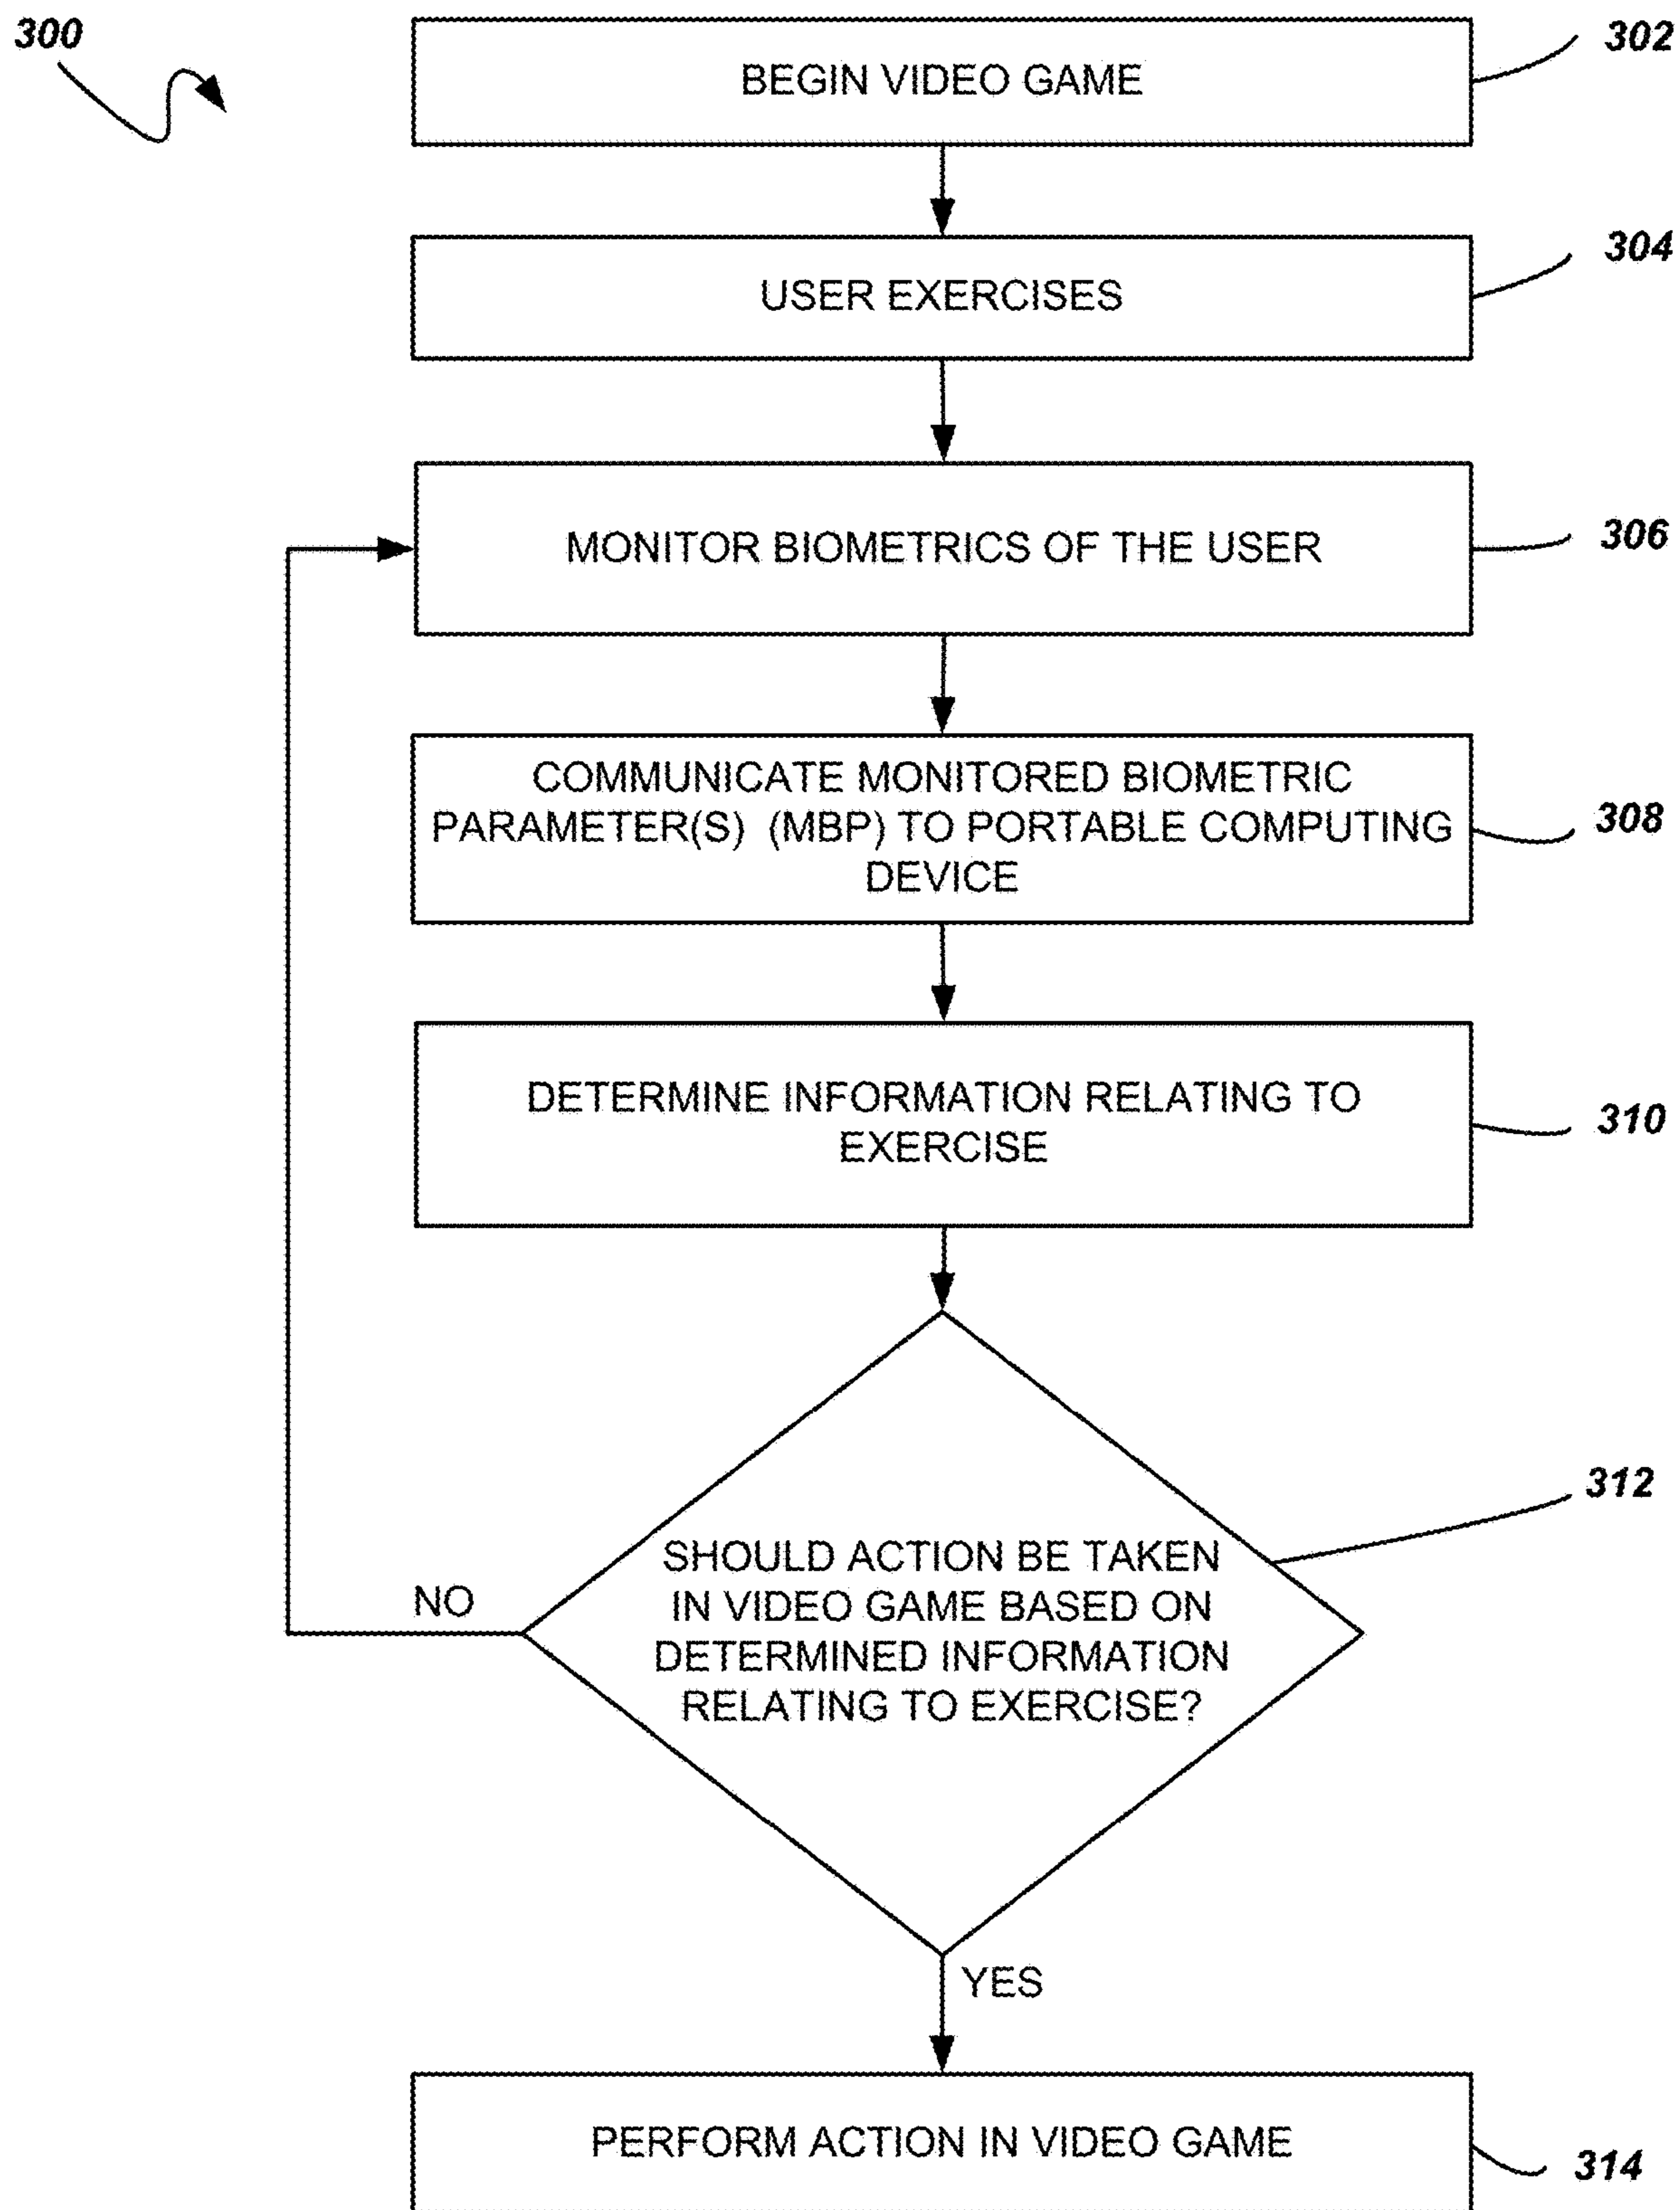 300
302
BEGIN VIDEO GAME
304
USER EXERCISES
306
MONITOR BIOMETRICS OF THE USER
COMMUNICATE MONITORED BIOMETRIC
PARAMETER(S) (MBP) TO PORTABLE COMPUTING
DEVICE
308
DETERMINE INFORMATION RELATING TO
EXERCISE
310
312
SHOULD ACTION BE TAKEN
IN VIDEO GAME BASED ON
DETERMINED INFORMATION
RELATING TO EXERCISE?
NO
YES
PERFORM ACTION IN VIDEO GAME
314